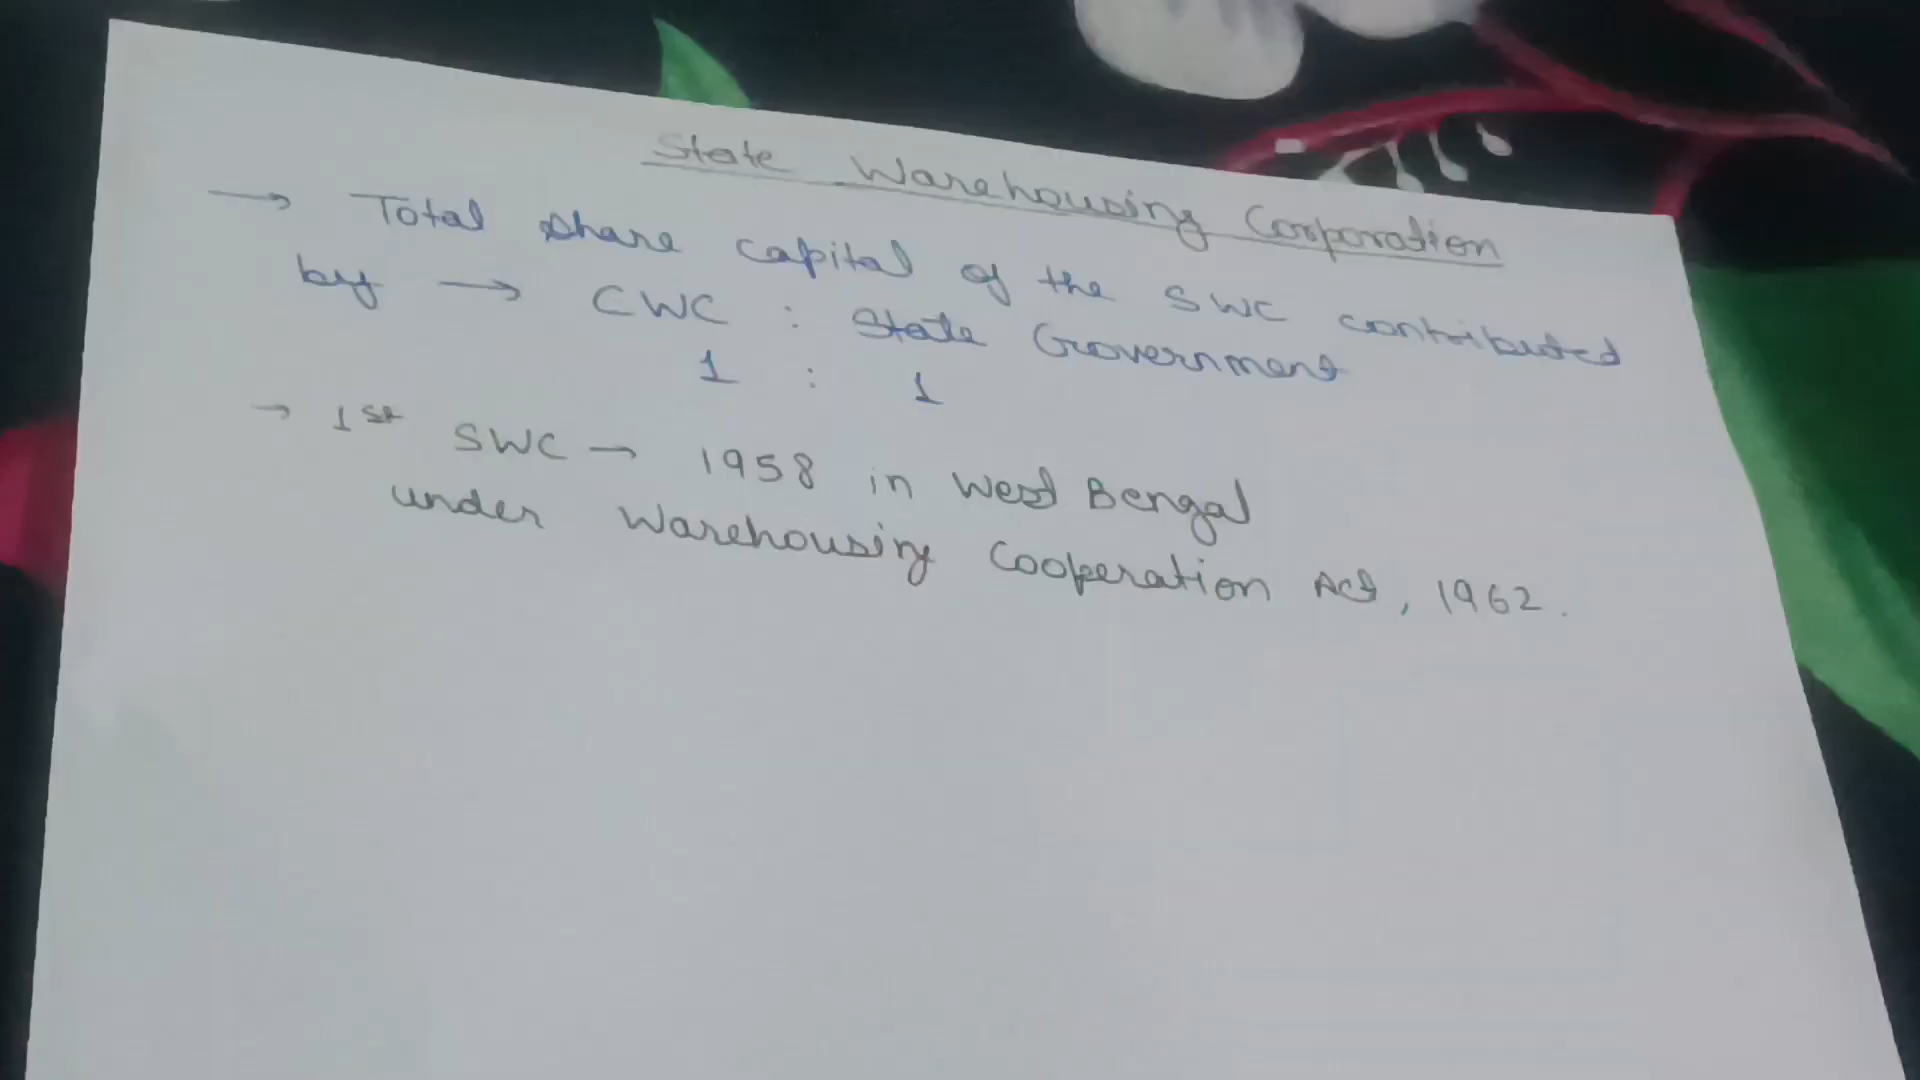 State Warehousing Corporation
→ Total share capital of the SWC contributed
by → CWC : State Government
1 : 1
→ 1st SWC → 1958 in West Bengal
under Warehousing Cooperation Act, 1962.